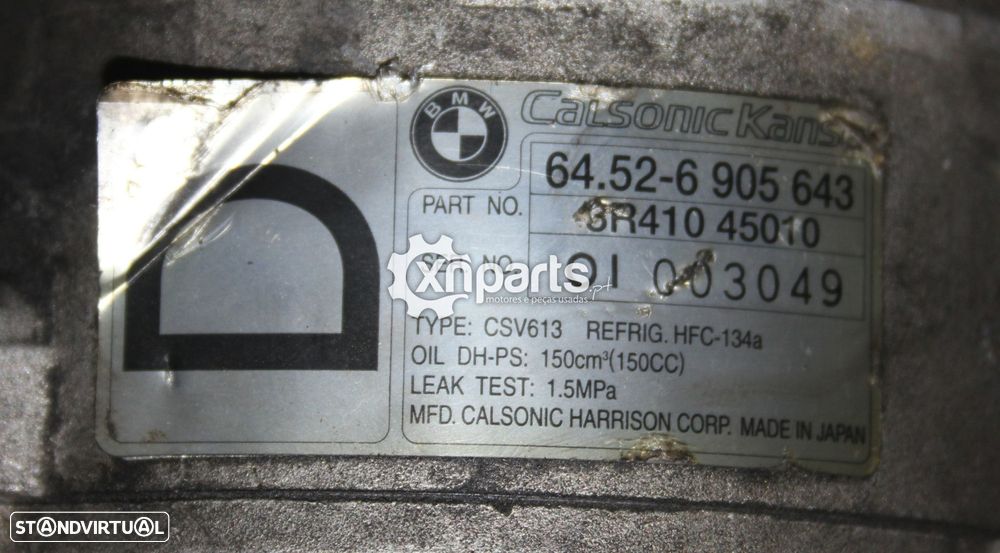 D
BMW
Calsonic Kans
64.52-6 905 643
PART NO.
45010
NO.
003049
xnparts
motores e peças usadas
.pt
TYPE: CSV613 REFRIG. HFC-134a
OIL DH-PS: 150cm³(150CC)
LEAK TEST: 1.5MPa
MFD. CALSONIC HARRISON CORP. MADE IN JAPAN
STANDVIRTUAL